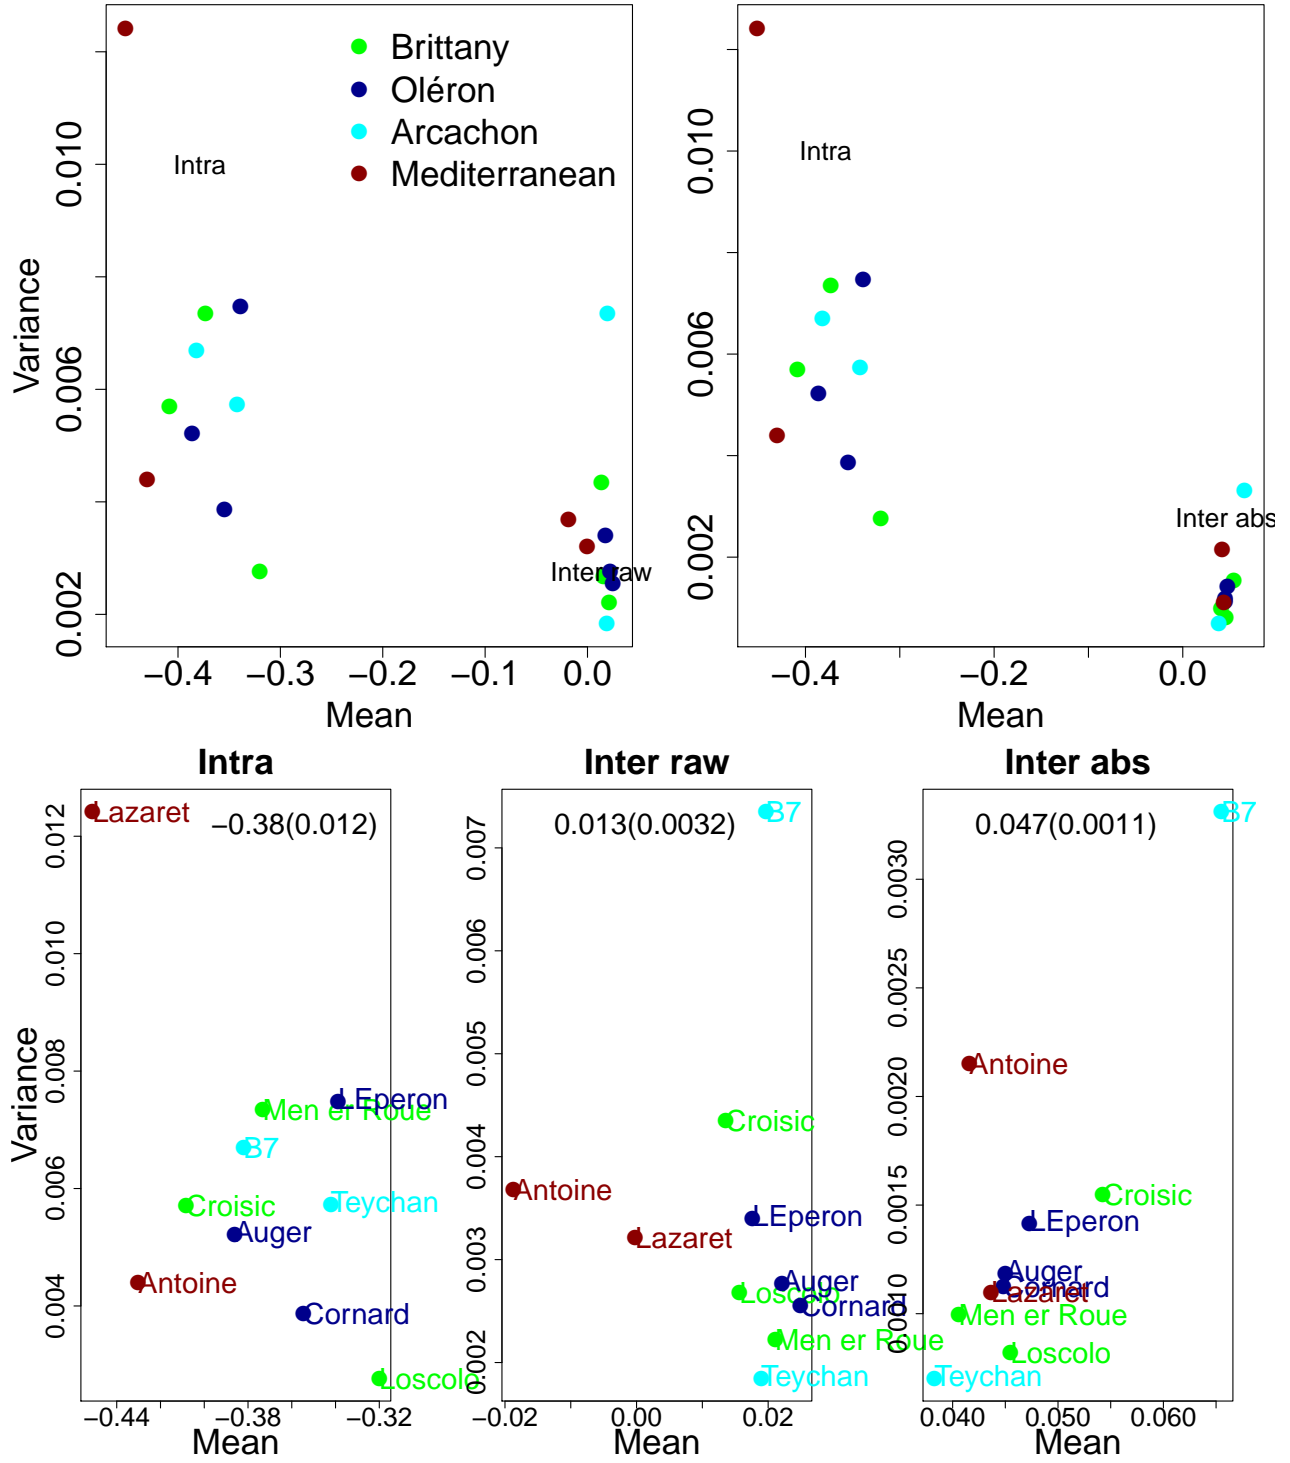 Brittany
Oléron
Arcachon
Mediterranean
Intra
Inter raw
Variance
0.002
0.006
0.010
−0.4
−0.3
−0.2
−0.1
0.0
Mean
Intra
Inter abs
0.002
0.006
0.010
−0.4
−0.2
0.0
Mean
Intra
Lazaret
−0.38(0.012)
LEperon
Men er Roue
B7
Croisic
Teychan
Auger
Antoine
Cornard
Loscolo
Variance
0.004
0.006
0.008
0.010
0.012
−0.44
−0.38
−0.32
Mean
Inter raw
B7
0.013(0.0032)
Croisic
Antoine
LEperon
Lazaret
Auger
Loscolo
Cornard
Men er Roue
Teychan
0.002
0.003
0.004
0.005
0.006
0.007
−0.02
0.00
0.02
Mean
Inter abs
B7
0.047(0.0011)
Antoine
Croisic
LEperon
Auger
Cornard
Lazaret
Men er Roue
Loscolo
Teychan
0.0010
0.0015
0.0020
0.0025
0.0030
0.040
0.050
0.060
Mean